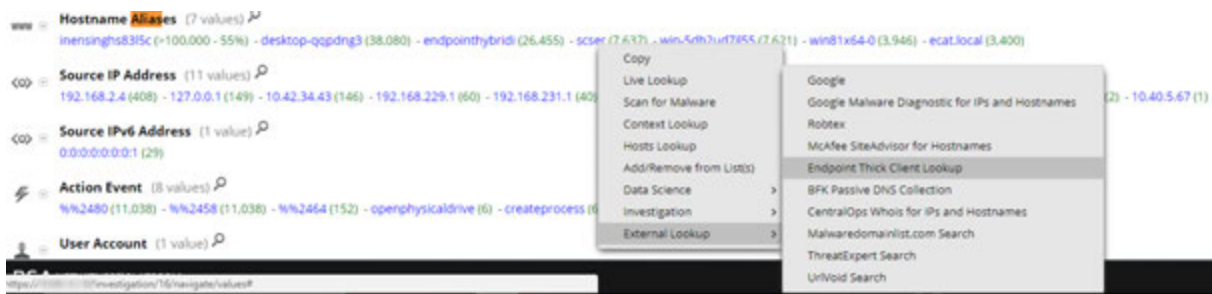 Hostname Aliases (7 values)
inensinghs83l5c (>100,000 - 55%) - desktop-qqpdng3 (38,080) - endpointhybridi (26,455) - scser (7,637) - win-5dh2ud7ll55 (7,621) - win81x64-0 (3,946) - ecat.local (3,400)
Source IP Address (11 values)
192.168.2.4 (408) - 127.0.0.1 (149) - 10.42.34.43 (146) - 192.168.229.1 (60) - 192.168.231.1 (40) (2) - 10.40.5.67 (1)
Source IPv6 Address (1 value)
0:0:0:0:0:0:0:1 (29)
Action Event (8 values)
%%2480 (11,038) - %%2458 (11,038) - %%2464 (152) - openphysicaldrive (6) - createprocess (6
User Account (1 value)
investigation/16/navigate/values#
Copy
Live Lookup
Scan for Malware
Context Lookup
Hosts Lookup
Add/Remove from List(s)
Data Science
Investigation
External Lookup
Google
Google Malware Diagnostic for IPs and Hostnames
Robtex
McAfee SiteAdvisor for Hostnames
Endpoint Thick Client Lookup
BFK Passive DNS Collection
CentralOps Whois for IPs and Hostnames
Malwaredomainlist.com Search
ThreatExpert Search
UrlVoid Search